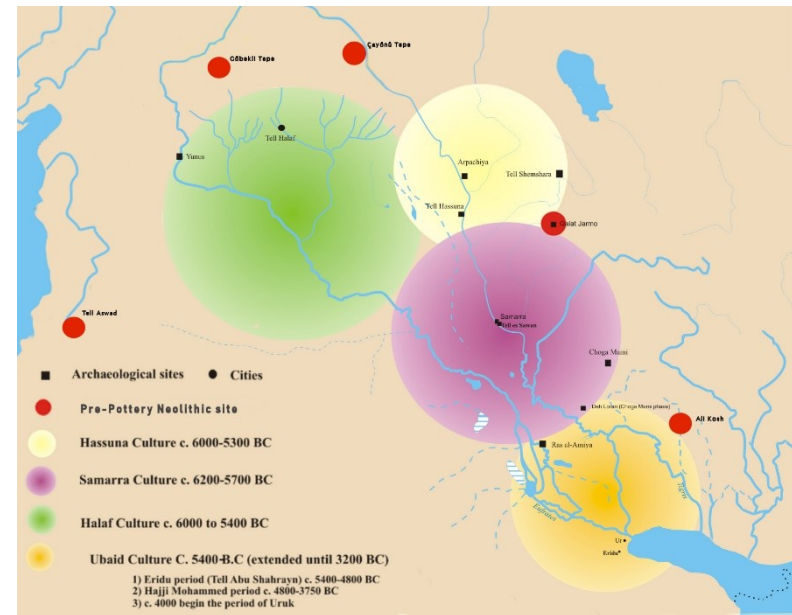 Göbekli Tepe
Çayönü Tepe
Tell Halaf
Yunus
Arpachiya
Tell Shemshara
Tell Hassuna
Qalat Jarmo
Tell Aswad
Samarra
Tell es Sawan
Choga Mami
Ali Kosh
Ras al-Amiya
Tigris
Eufrates
Ur
Eridu
Archaeological sites
Cities
Pre-Pottery Neolithic site
Hassuna Culture c. 6000-5300 BC
Samarra Culture c. 6200-5700 BC
Halaf Culture c. 6000 to 5400 BC
Ubaid Culture C. 5400-B.C (extended until 3200 BC)
1) Eridu period (Tell Abu Shahrayn) c. 5400-4800 BC
2) Hajji Mohammed period c. 4800-3750 BC
3) c. 4000 begin the period of Uruk